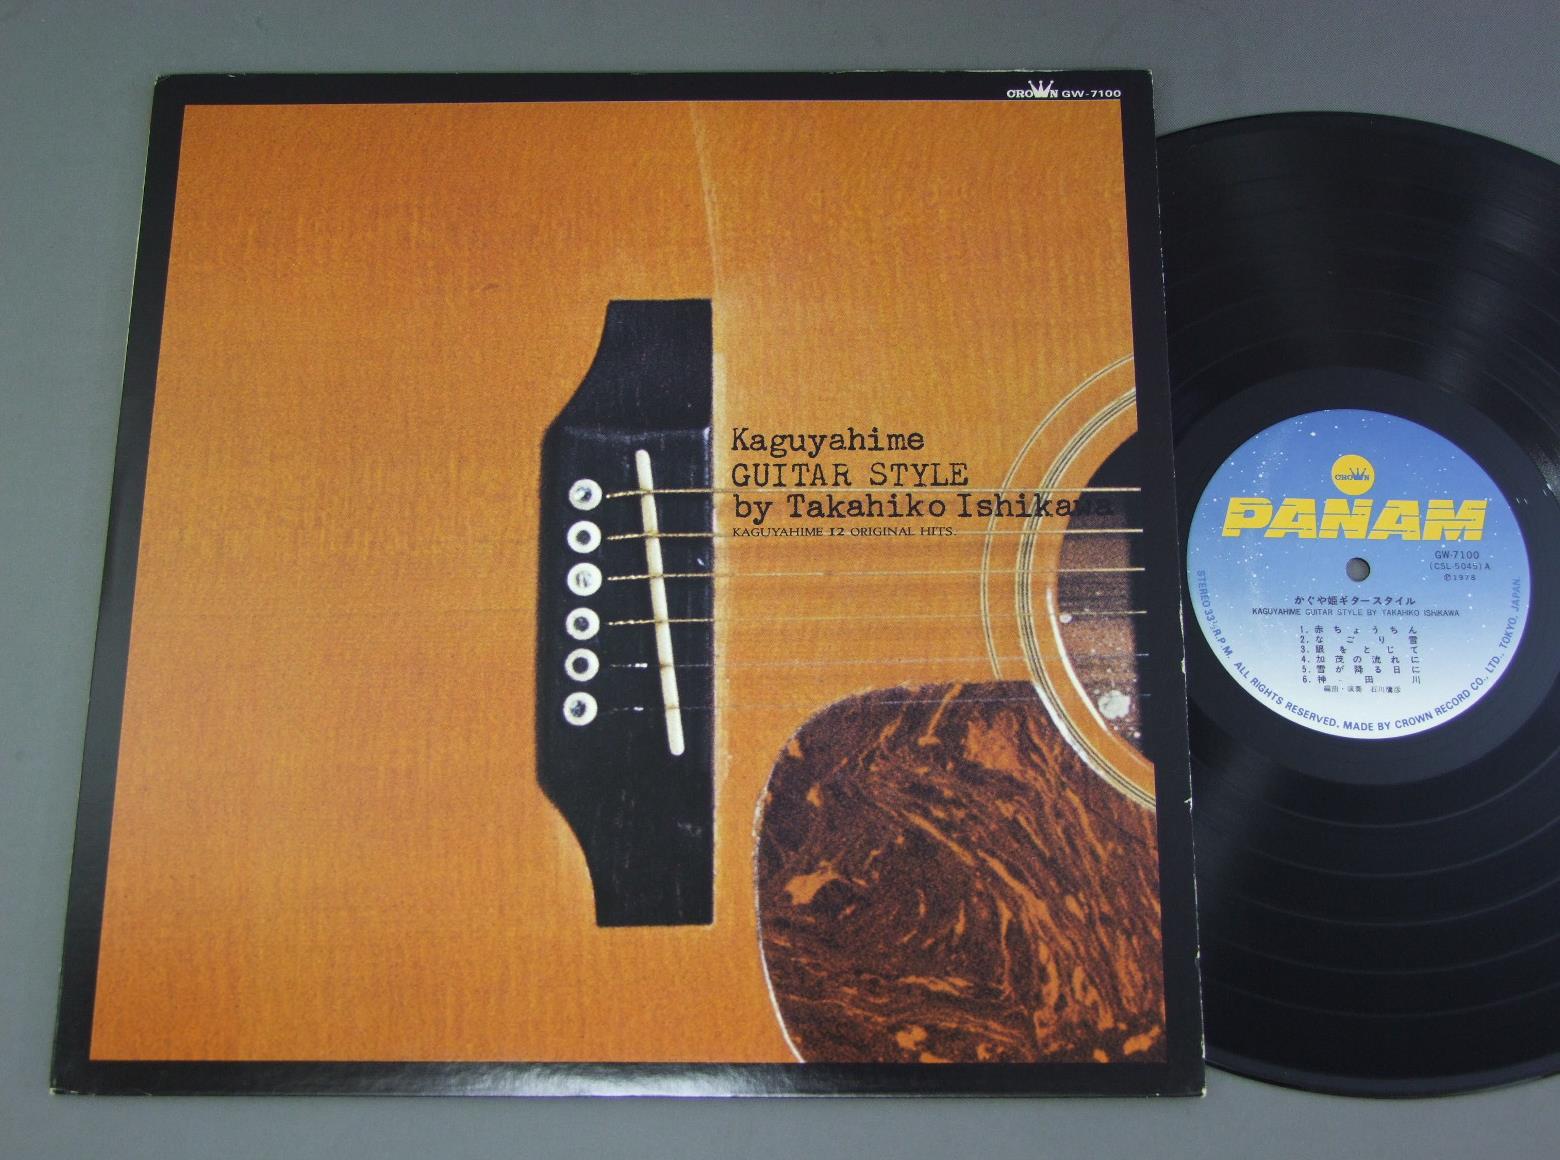 CROWN GW-7100
Kaguyahime
GUITAR STYLE
by Takahiko Ishikawa
KAGUYAHIME 12 ORIGINAL HITS.
CROWN
PANAM
GW-7100
(CSL-5045) A
Ⓟ1978
かぐや姫ギタースタイル
KAGUYAHIME GUITAR STYLE BY TAKAHIKO ISHIKAWA
1. 赤ちょうちん
2. なごり雪
3. 眼をとじて
4. 加茂の流れに
5. 雪が降る日に
6. 神田川
編曲・演奏 石川鷹彦
STEREO 33⅓ R.P.M. ALL RIGHTS RESERVED. MADE BY CROWN RECORD CO., LTD., TOKYO, JAPAN.